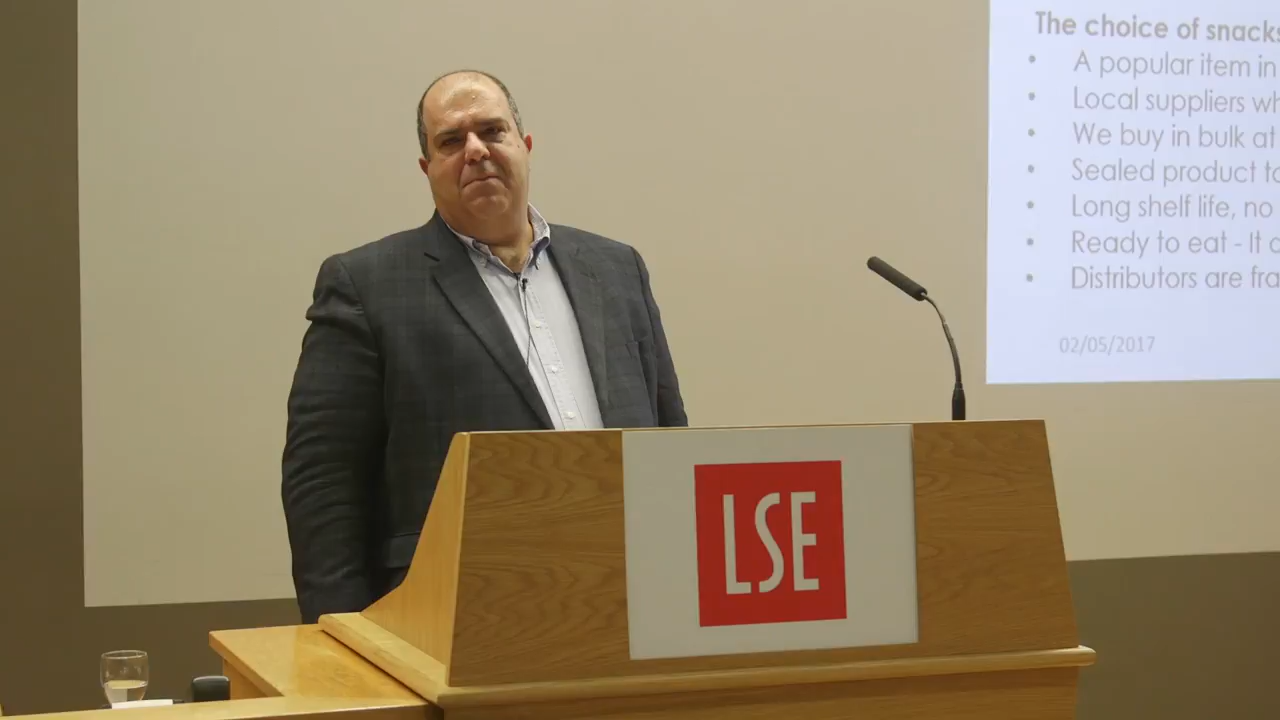 The choice of snacks
• A popular item in
• Local suppliers wh
• We buy in bulk at
• Sealed product to
• Long shelf life, no
• Ready to eat - It
• Distributors are fra
02/05/2017
LSE